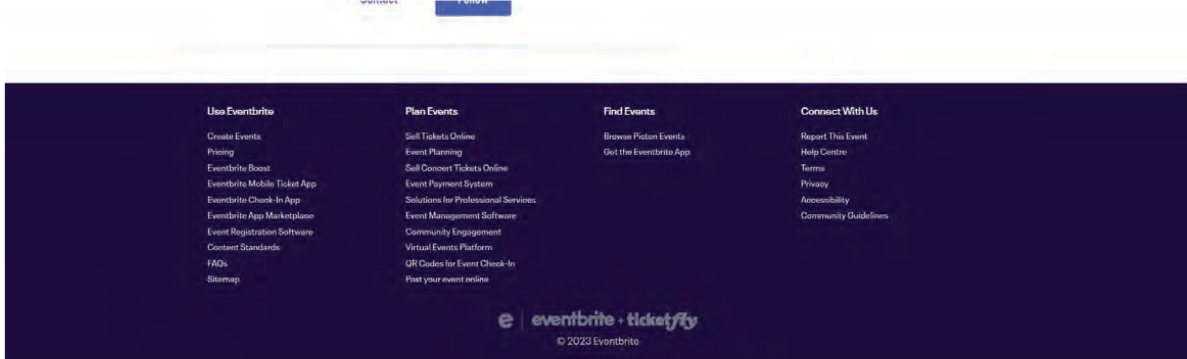 Contact Follow
Use Eventbrite
Create Events
Pricing
Eventbrite Boost
Eventbrite Mobile Ticket App
Eventbrite Check-In App
Eventbrite App Marketplace
Event Registration Software
Content Standards
FAQs
Sitemap
Plan Events
Sell Tickets Online
Event Planning
Sell Concert Tickets Online
Event Payment System
Solutions for Professional Services
Event Management Software
Community Engagement
Virtual Events Platform
QR Codes for Event Check-In
Post your event online
Find Events
Browse Picton Events
Get the Eventbrite App
Connect With Us
Report This Event
Help Centre
Terms
Privacy
Accessibility
Community Guidelines
e | eventbrite + ticketfly
© 2023 Eventbrite